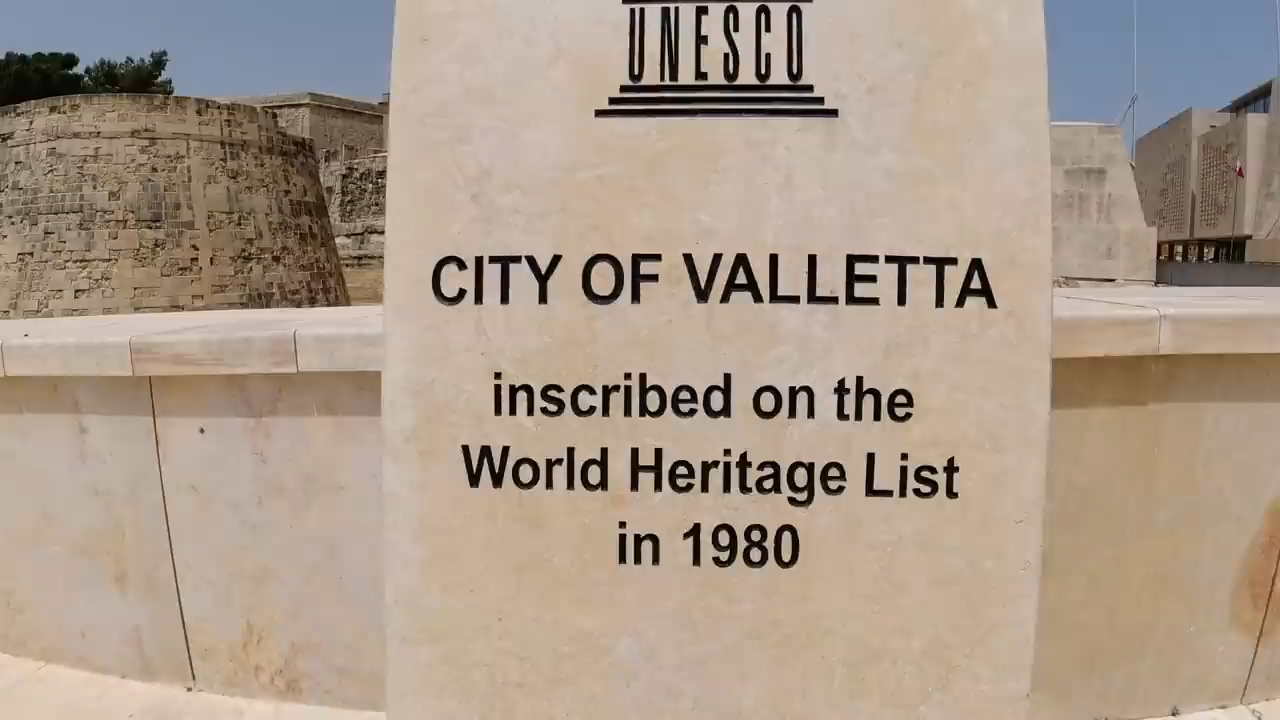 UNESCO
CITY OF VALLETTA
inscribed on the
World Heritage List
in 1980